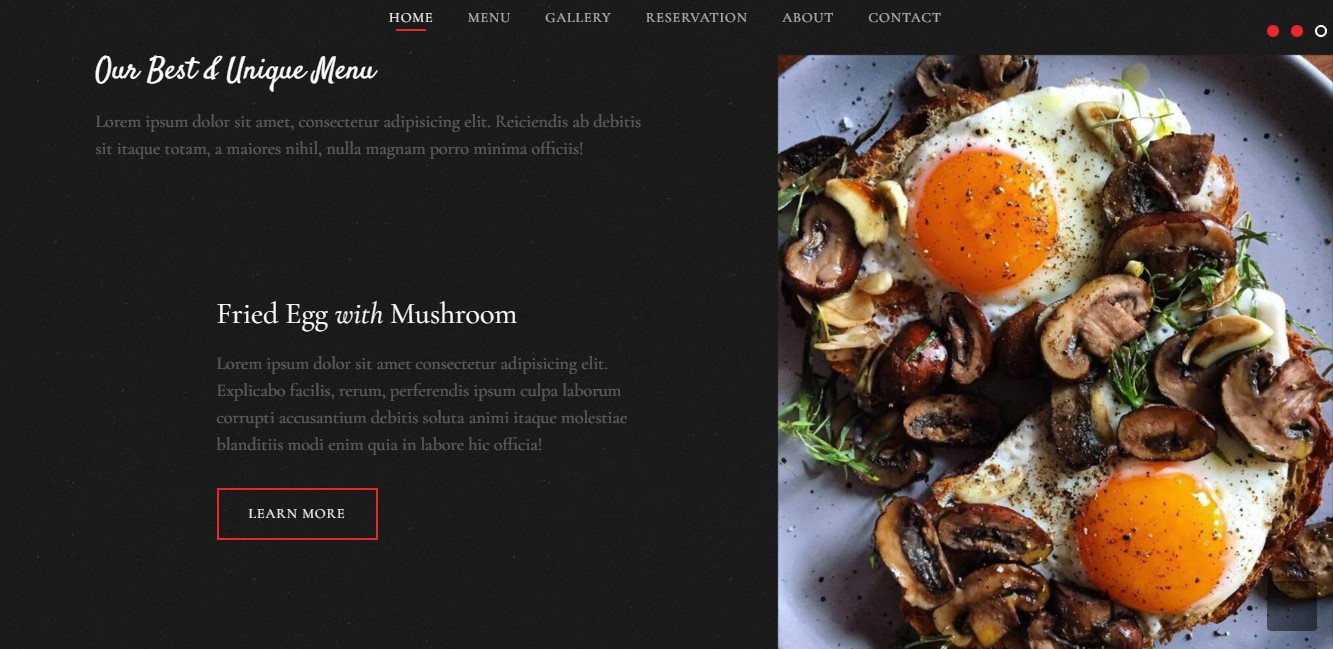 HOME MENU GALLERY RESERVATION ABOUT CONTACT
Our Best & Unique Menu
Lorem ipsum dolor sit amet, consectetur adipisicing elit. Reiciendis ab debitis
sit itaque totam, a maiores nihil, nulla magnam porro minima officiis!
Fried Egg with Mushroom
Lorem ipsum dolor sit amet consectetur adipisicing elit.
Explicabo facilis, rerum, perferendis ipsum culpa laborum
corrupti accusantium debitis soluta animi itaque molestiae
blanditiis modi enim quia in labore hic officia!
LEARN MORE